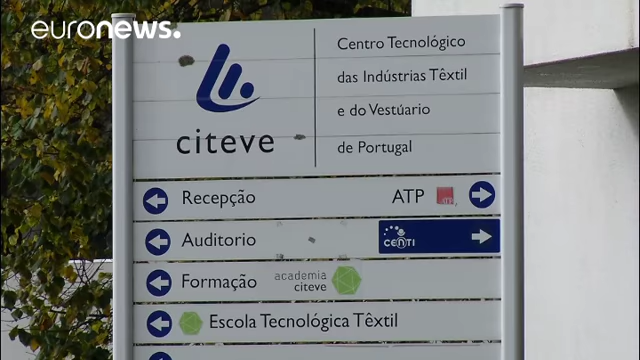 euronews.
Centro Tecnológico
das Indústrias Têxtil
e do Vestuário
de Portugal
citeve
Recepção
ATP
Auditorio
CENTI
Formação
academia
citeve
Escola Tecnológica Têxtil